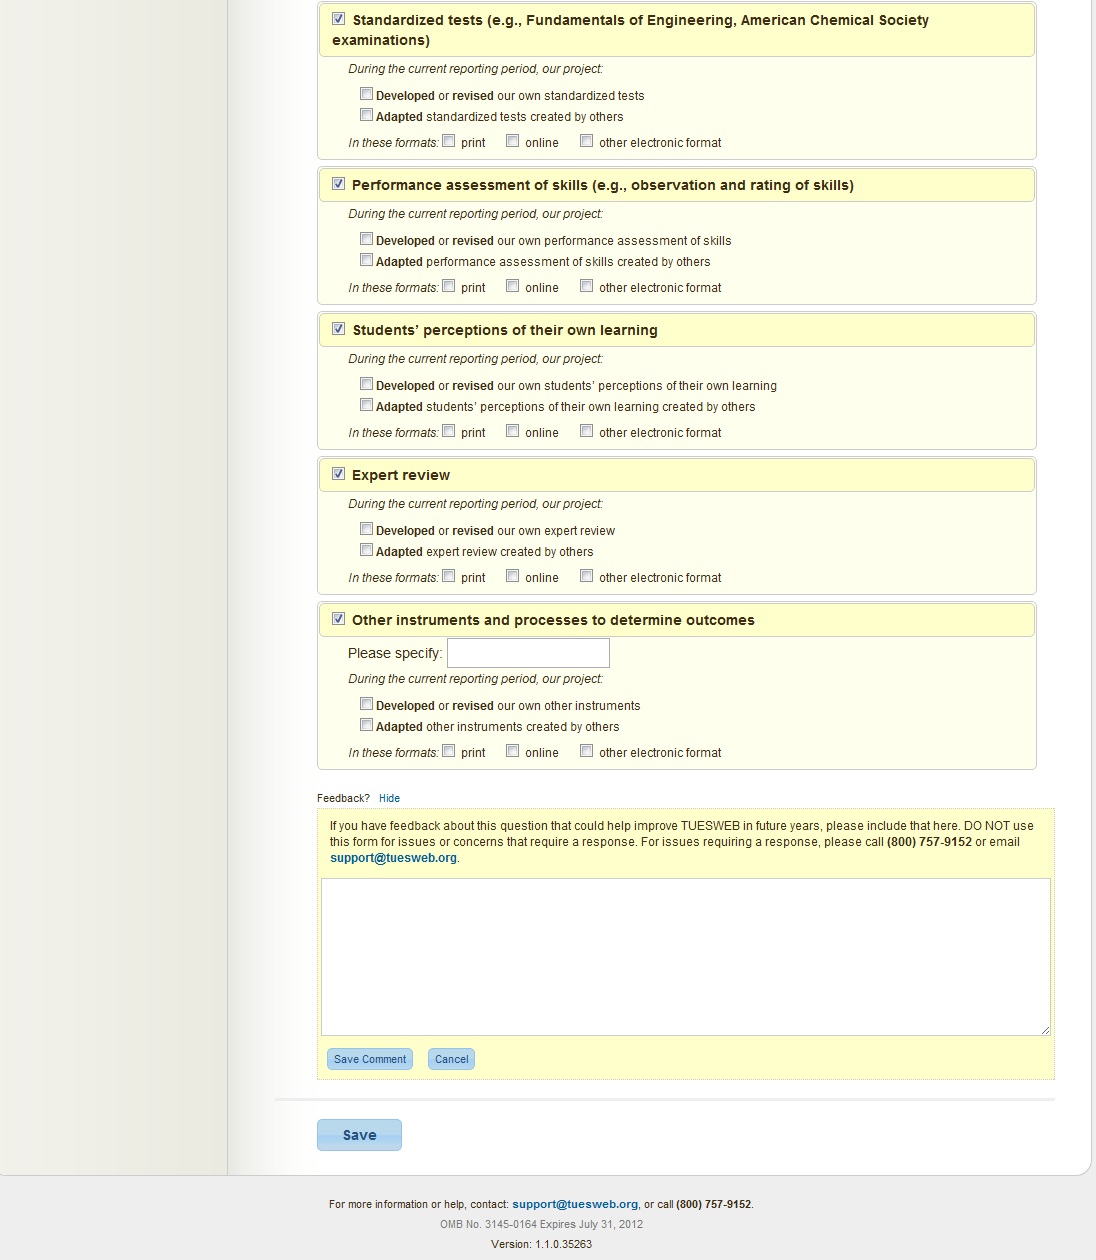 Standardized tests (e.g., Fundamentals of Engineering, American Chemical Society
examinations)
During the current reporting period, our project:
Developed or revised our own standardized tests
Adapted standardized tests created by others
In these formats: print online other electronic format
Performance assessment of skills (e.g., observation and rating of skills)
During the current reporting period, our project:
Developed or revised our own performance assessment of skills
Adapted performance assessment of skills created by others
In these formats: print online other electronic format
Students’ perceptions of their own learning
During the current reporting period, our project:
Developed or revised our own students’ perceptions of their own learning
Adapted students’ perceptions of their own learning created by others
In these formats: print online other electronic format
Expert review
During the current reporting period, our project:
Developed or revised our own expert review
Adapted expert review created by others
In these formats: print online other electronic format
Other instruments and processes to determine outcomes
Please specify:
During the current reporting period, our project:
Developed or revised our own other instruments
Adapted other instruments created by others
In these formats: print online other electronic format
Feedback? Hide
If you have feedback about this question that could help improve TUESWEB in future years, please include that here. DO NOT use
this form for issues or concerns that require a response. For issues requiring a response, please call (800) 757-9152 or email
support@tuesweb.org.
Save Comment Cancel
Save
For more information or help, contact: support@tuesweb.org, or call (800) 757-9152.
OMB No. 3145-0164 Expires July 31, 2012
Version: 1.1.0.35263